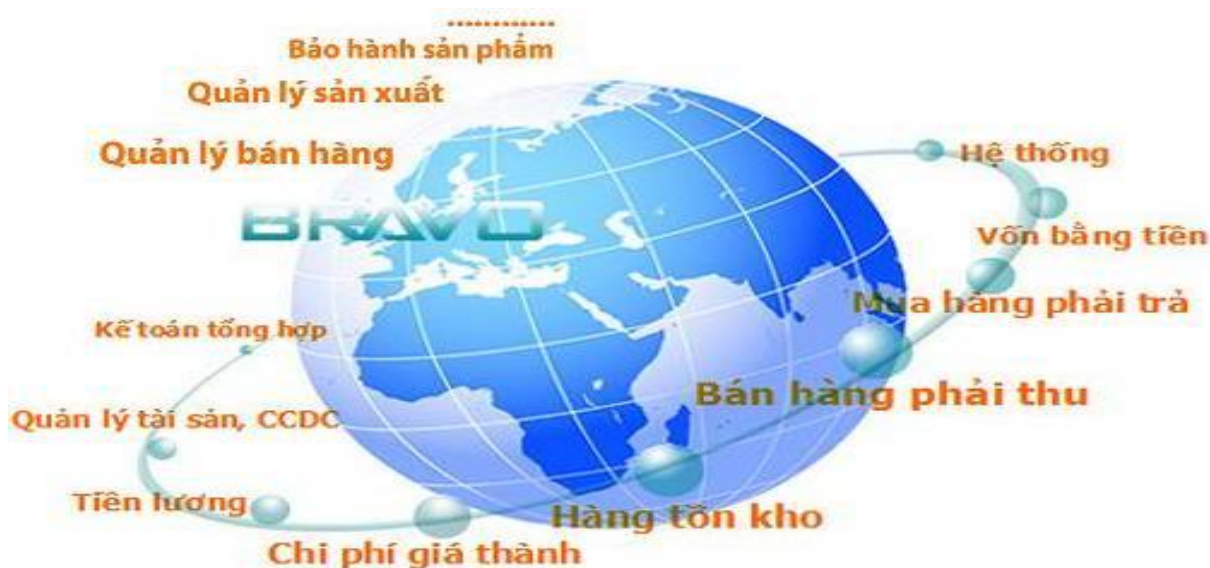 ............
Bảo hành sản phẩm
Quản lý sản xuất
Quản lý bán hàng
Hệ thống
BRAVO
Vốn bằng tiền
Mua hàng phải trả
Kế toán tổng hợp
Bán hàng phải thu
Quản lý tài sản, CCDC
Tiền lương
Hàng tồn kho
Chi phí giá thành